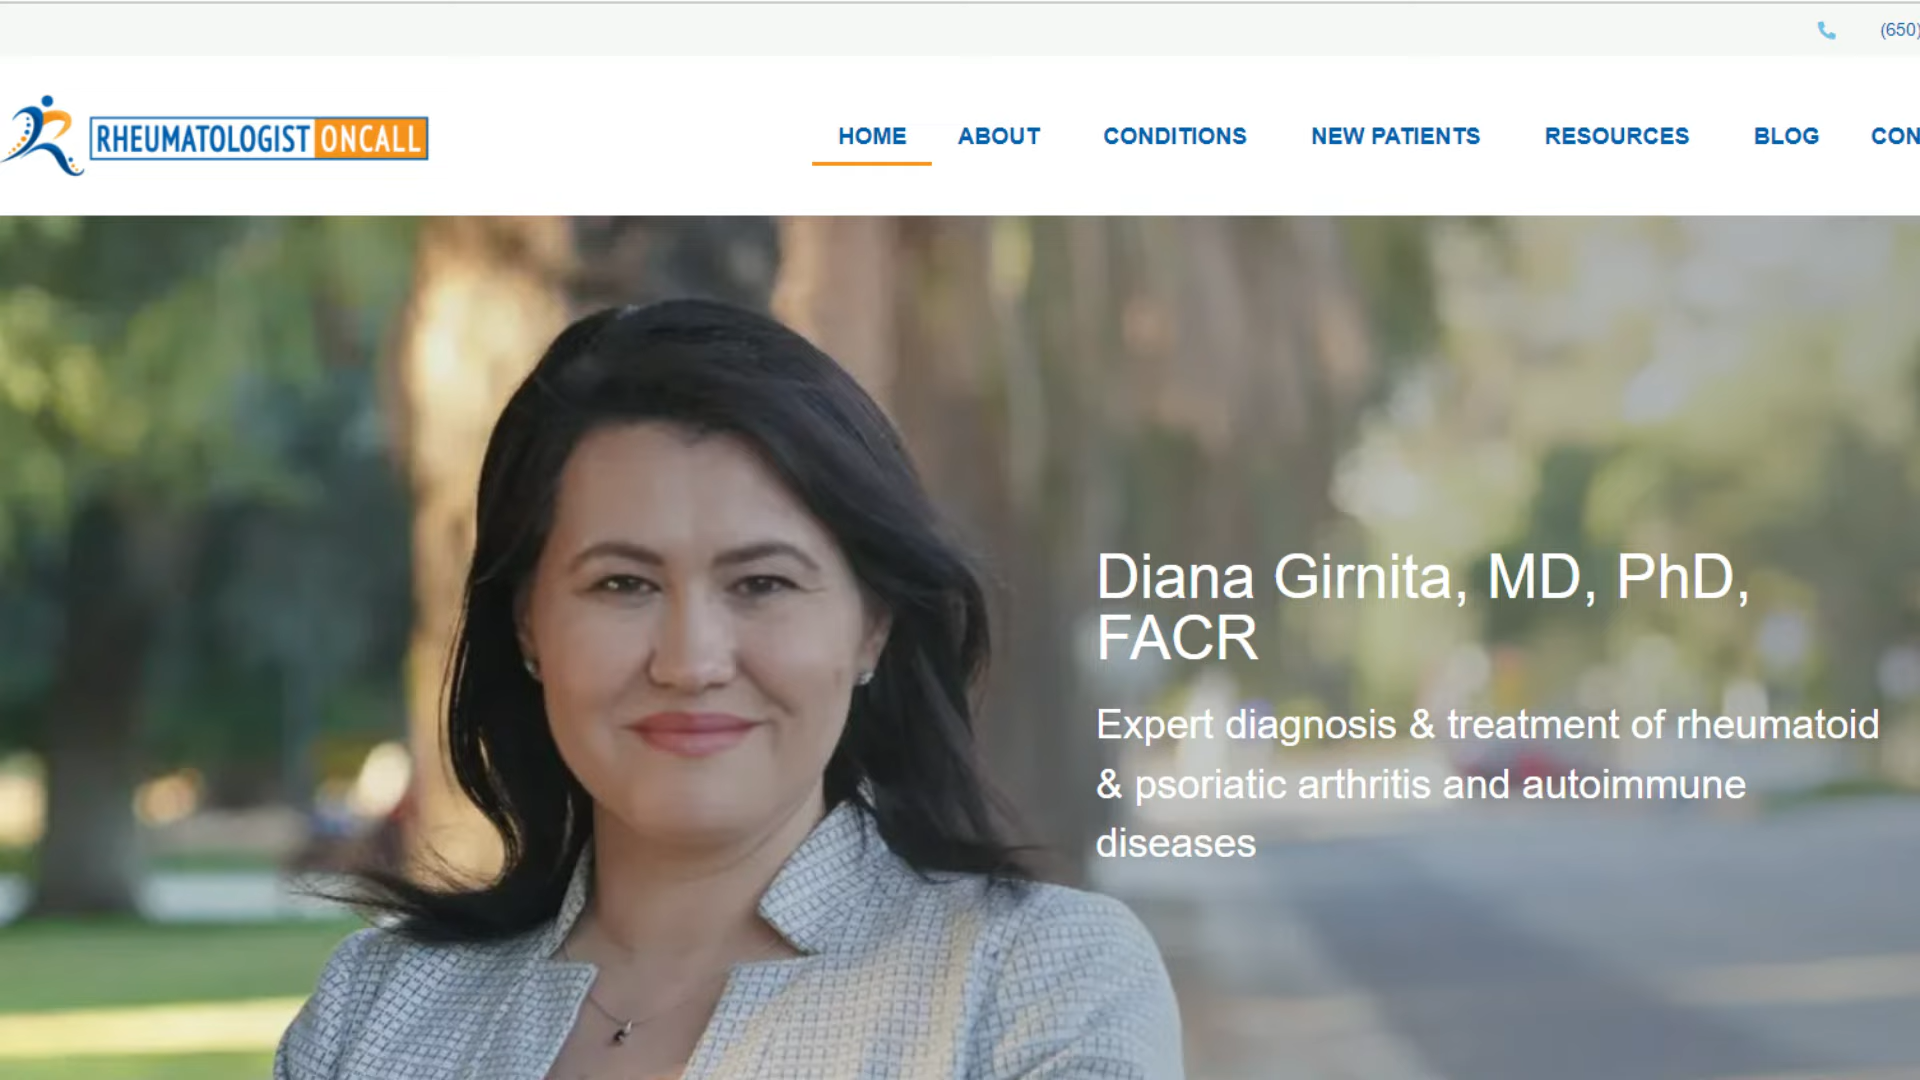 (650)
RHEUMATOLOGIST ONCALL
HOME ABOUT CONDITIONS NEW PATIENTS RESOURCES BLOG CON
Diana Girnita, MD, PhD,
FACR
Expert diagnosis & treatment of rheumatoid
& psoriatic arthritis and autoimmune
diseases